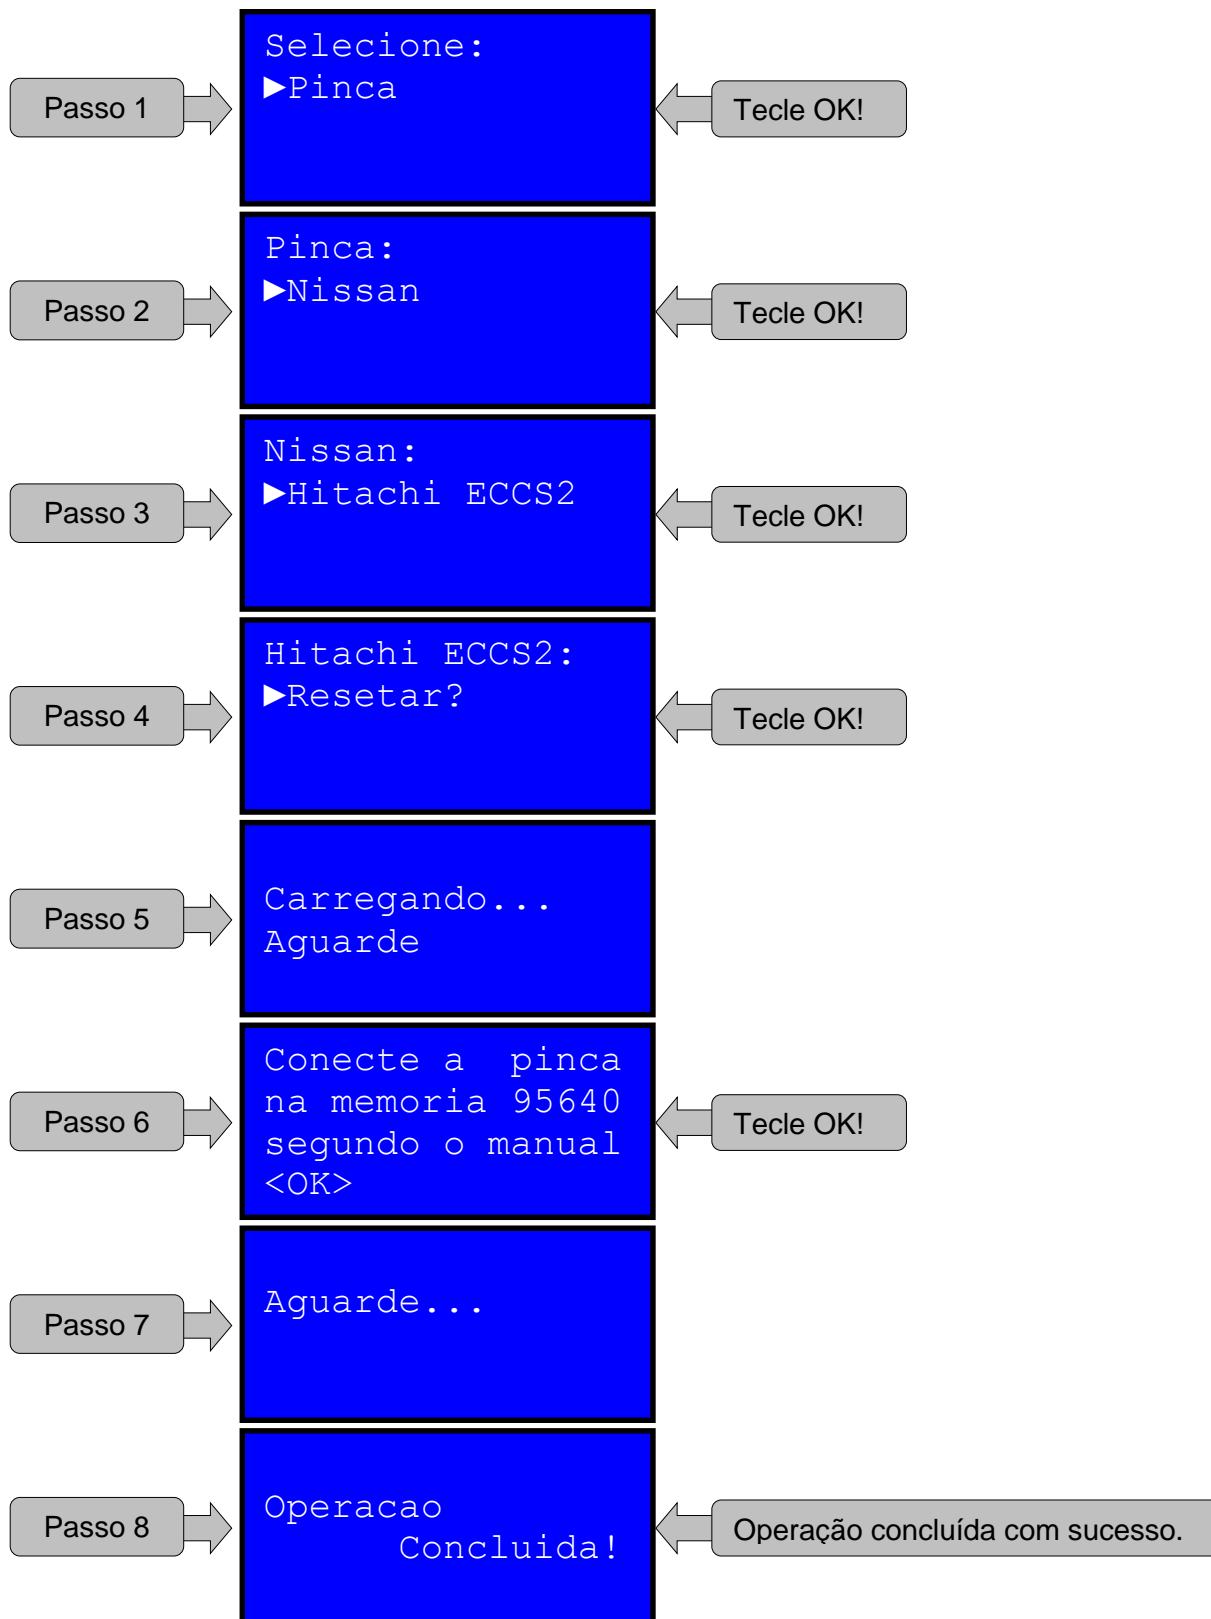 Passo 1
Selecione:
►Pinca
Tecle OK!
Passo 2
Pinca:
►Nissan
Tecle OK!
Passo 3
Nissan:
►Hitachi ECCS2
Tecle OK!
Passo 4
Hitachi ECCS2:
►Resetar?
Tecle OK!
Passo 5
Carregando...
Aguarde
Passo 6
Conecte a  pinca
na memoria 95640
segundo o manual
<OK>
Tecle OK!
Passo 7
Aguarde...
Passo 8
Operacao
Concluida!
Operação concluída com sucesso.